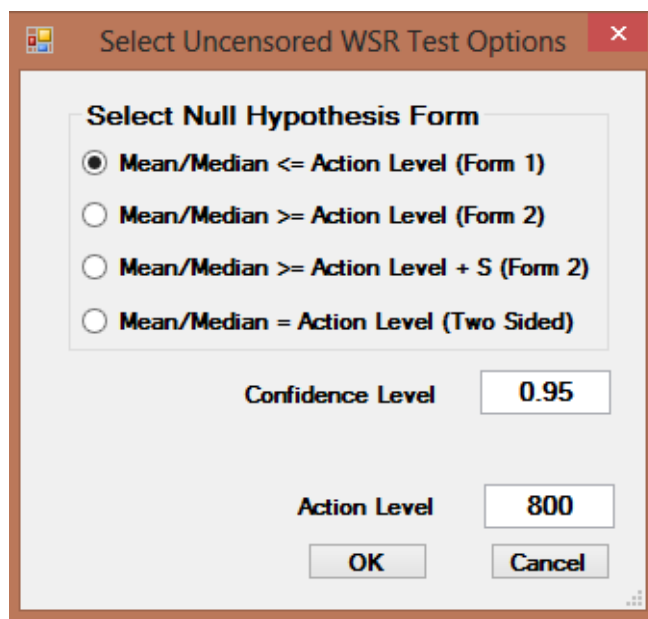 Select Uncensored WSR Test Options
Select Null Hypothesis Form
Mean/Median <= Action Level (Form 1)
Mean/Median >= Action Level (Form 2)
Mean/Median >= Action Level + S (Form 2)
Mean/Median = Action Level (Two Sided)
Confidence Level 0.95
Action Level 800
OK Cancel